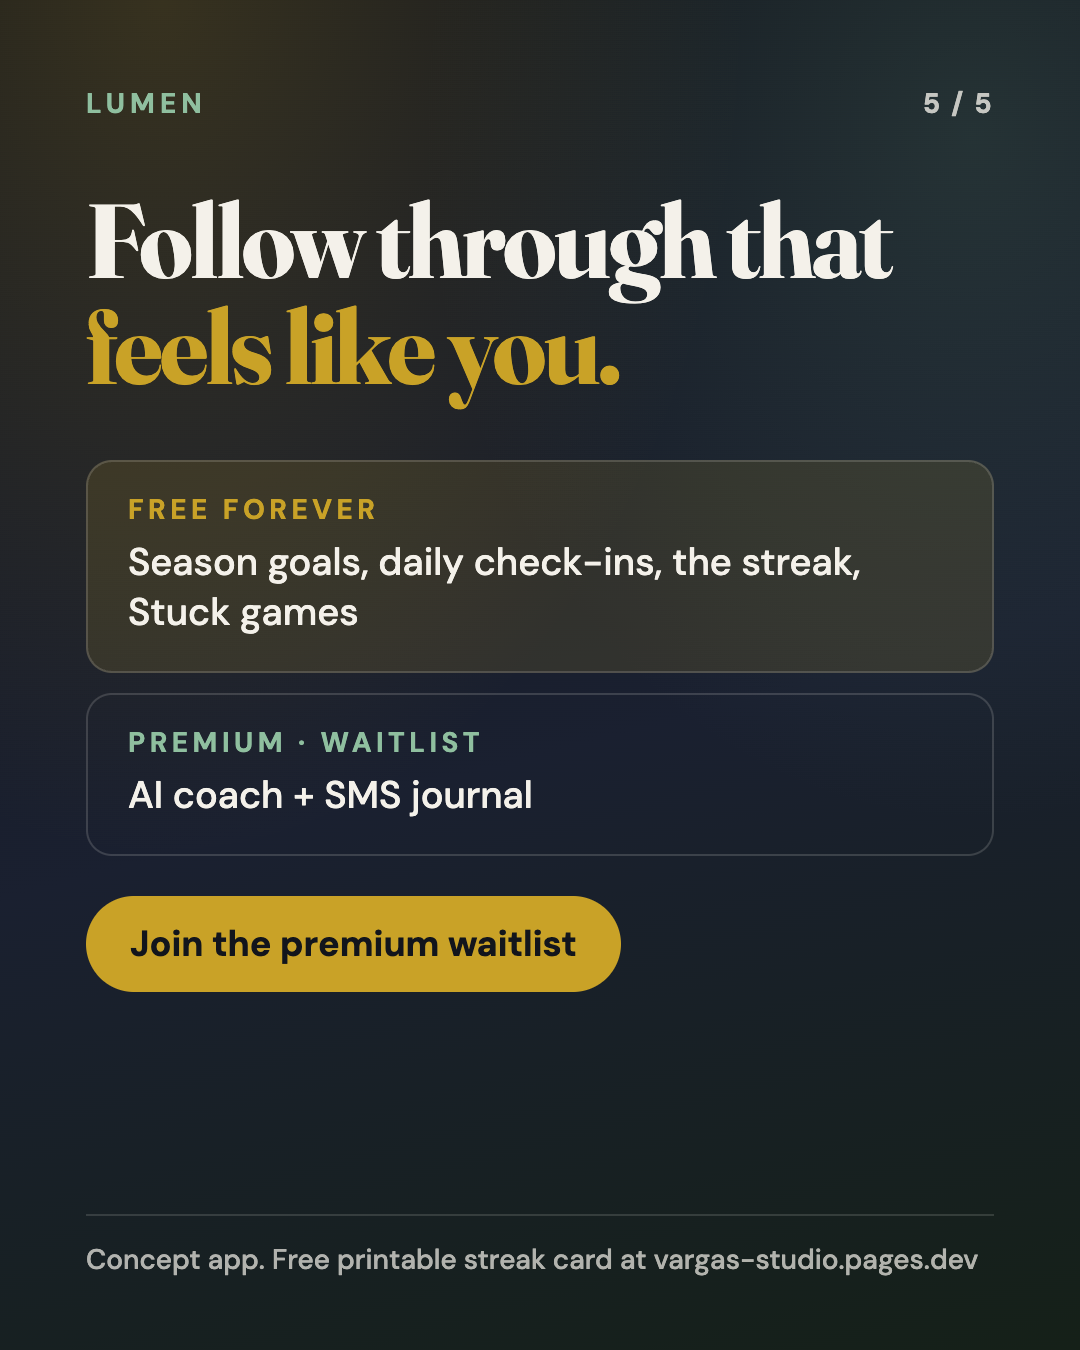 LUMEN
5 / 5
Follow through that
feels like you.
FREE FOREVER
Season goals, daily check-ins, the streak,
Stuck games
PREMIUM · WAITLIST
AI coach + SMS journal
Join the premium waitlist
Concept app. Free printable streak card at vargas-studio.pages.dev